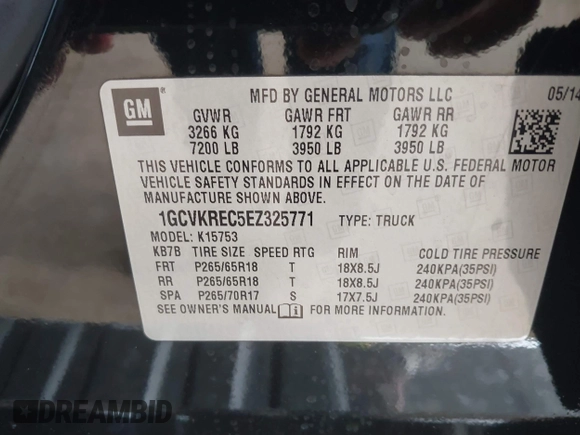 GM
MFD BY GENERAL MOTORS LLC 05/14
GVWR GAWR FRT GAWR RR
3266 KG 1792 KG 1792 KG
7200 LB 3950 LB 3950 LB
THIS VEHICLE CONFORMS TO ALL APPLICABLE U.S. FEDERAL MOTOR
VEHICLE SAFETY STANDARDS IN EFFECT ON THE DATE OF
MANUFACTURE SHOWN ABOVE.
1GCVKREC5EZ325771 TYPE: TRUCK
MODEL: K15753
KB7B TIRE SIZE SPEED RTG RIM COLD TIRE PRESSURE
FRT P265/65R18 T 18X8.5J 240KPA(35PSI)
RR P265/65R18 T 18X8.5J 240KPA(35PSI)
SPA P265/70R17 S 17X7.5J 240KPA(35PSI)
SEE OWNER'S MANUAL FOR MORE INFORMATION.
DREAMBID